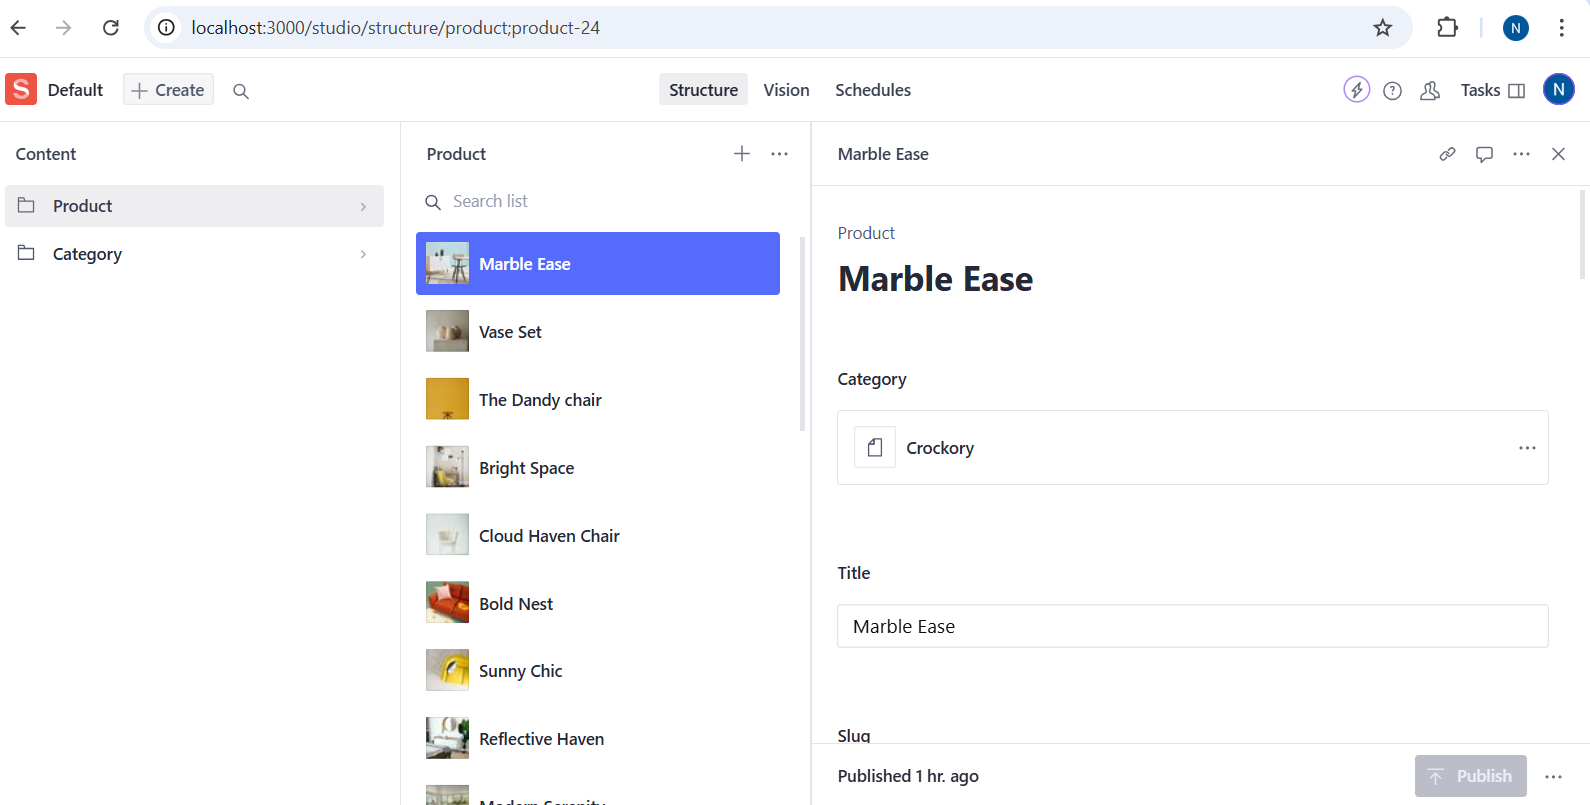 localhost:3000/studio/structure/product;product-24
N
S Default Create Structure Vision Schedules Tasks N
Content
Product
Category
Product
Search list
Marble Ease
Vase Set
The Dandy chair
Bright Space
Cloud Haven Chair
Bold Nest
Sunny Chic
Reflective Haven
Modern Serenity
Marble Ease
Product
Marble Ease
Category
Crockory
Title
Marble Ease
Slug
Published 1 hr. ago
Publish